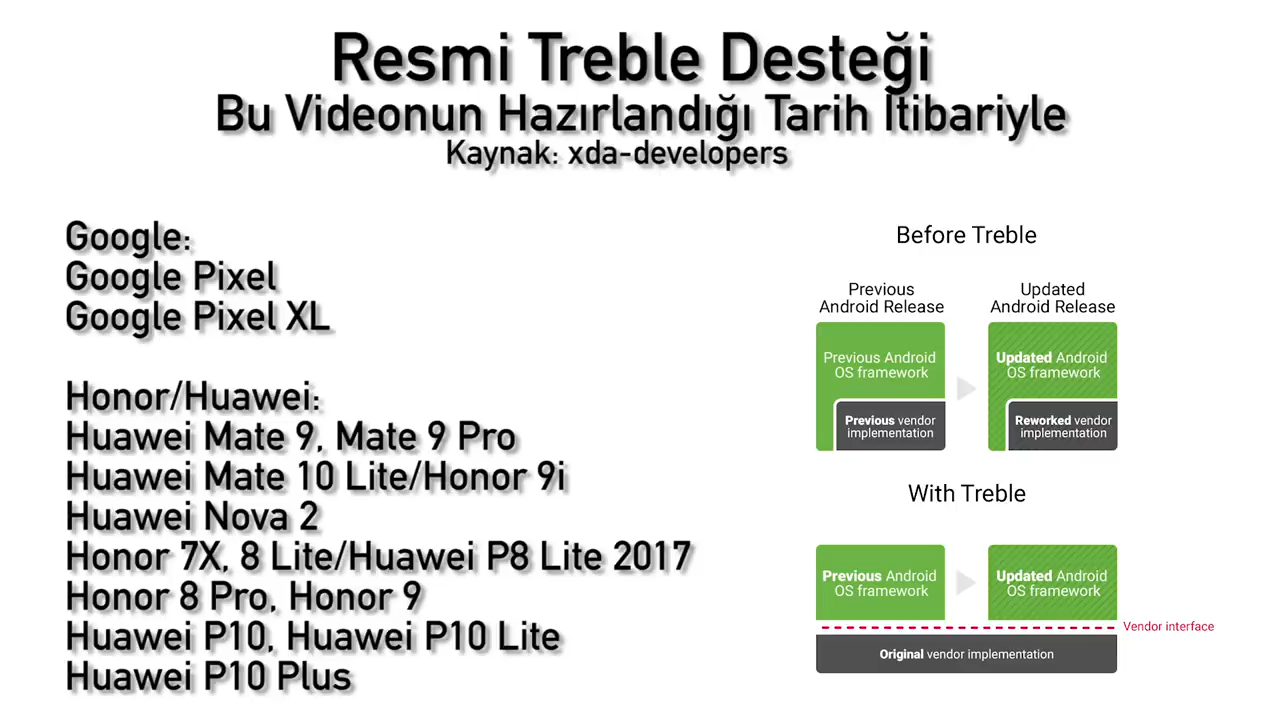 Resmi Treble Desteği
Bu Videonun Hazırlandığı Tarih İtibariyle
Kaynak: xda-developers
Google:
Google Pixel
Google Pixel XL
Honor/Huawei:
Huawei Mate 9, Mate 9 Pro
Huawei Mate 10 Lite/Honor 9i
Huawei Nova 2
Honor 7X, 8 Lite/Huawei P8 Lite 2017
Honor 8 Pro, Honor 9
Huawei P10, Huawei P10 Lite
Huawei P10 Plus
Before Treble
Previous
Android Release
Updated
Android Release
Previous Android
OS framework
Previous vendor
implementation
Updated Android
OS framework
Reworked vendor
implementation
With Treble
Previous Android
OS framework
Updated Android
OS framework
Vendor interface
Original vendor implementation